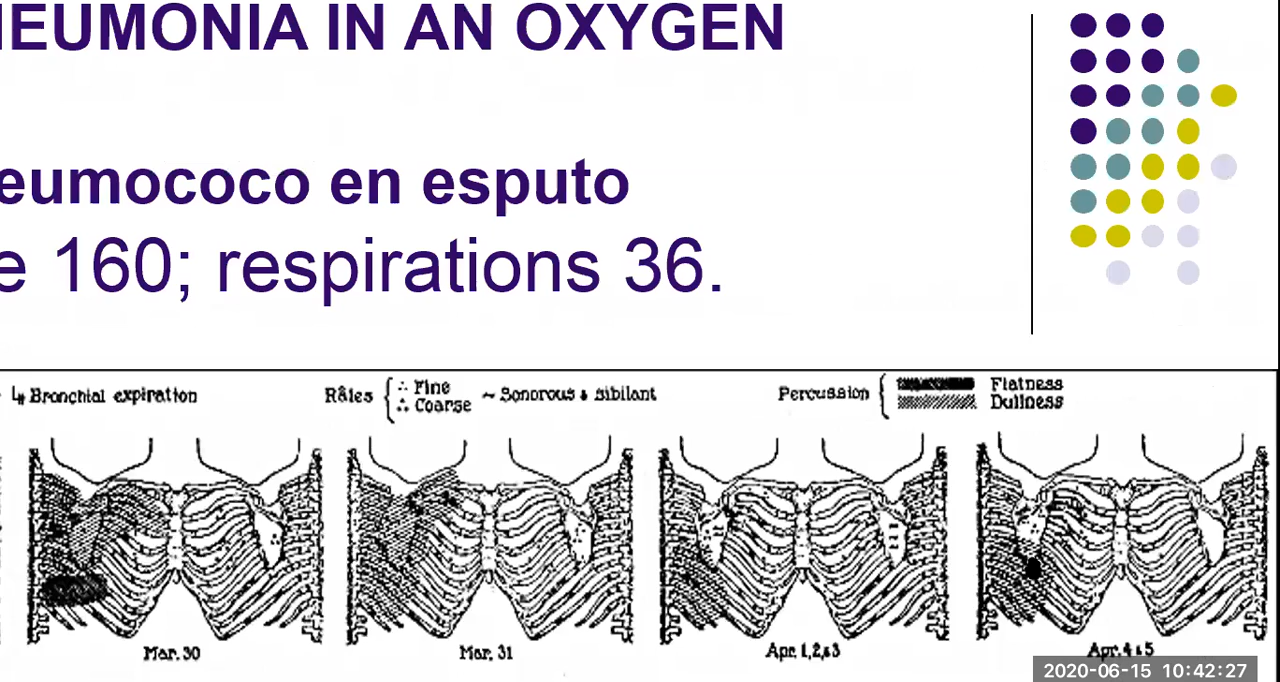 NEUMONIA IN AN OXYGEN
eumococo en esputo
e 160; respirations 36.
Bronchial expiration
Râles
Fine
Coarse
~ Sonorous & sibilant
Percussion
Flatness
Dullness
Mar. 30
Mar. 31
Apr. 1,2,&3
Apr. 4 & 5
2020-06-15 10:42:27